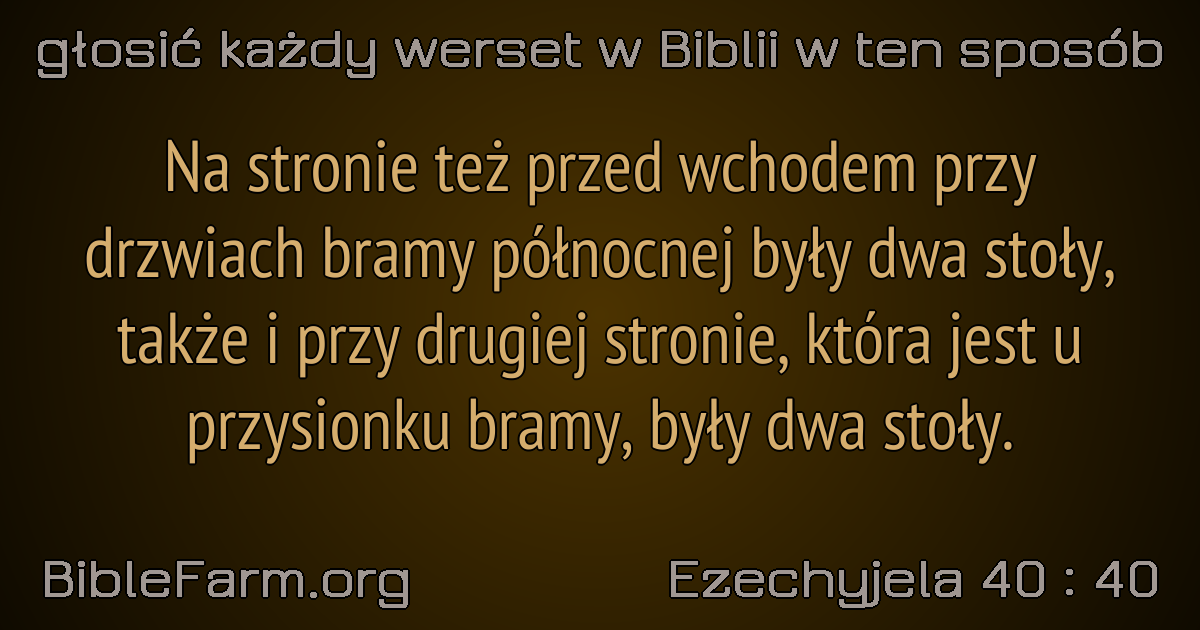 głosić każdy werset w Biblii w ten sposób
Na stronie też przed wchodem przy
drzwiach bramy północnej były dwa stoły,
także i przy drugiej stronie, która jest u
przysionku bramy, były dwa stoły.
BibleFarm.org
Ezechyjela 40 : 40